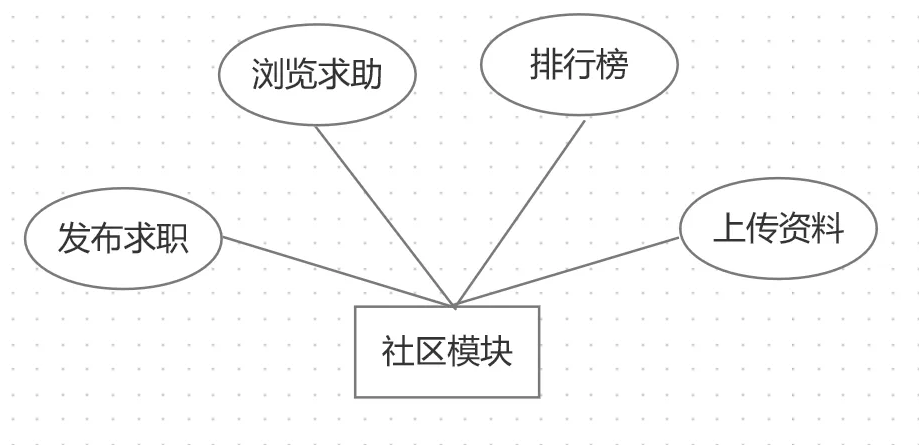 浏览求助
排行榜
发布求职
上传资料
社区模块